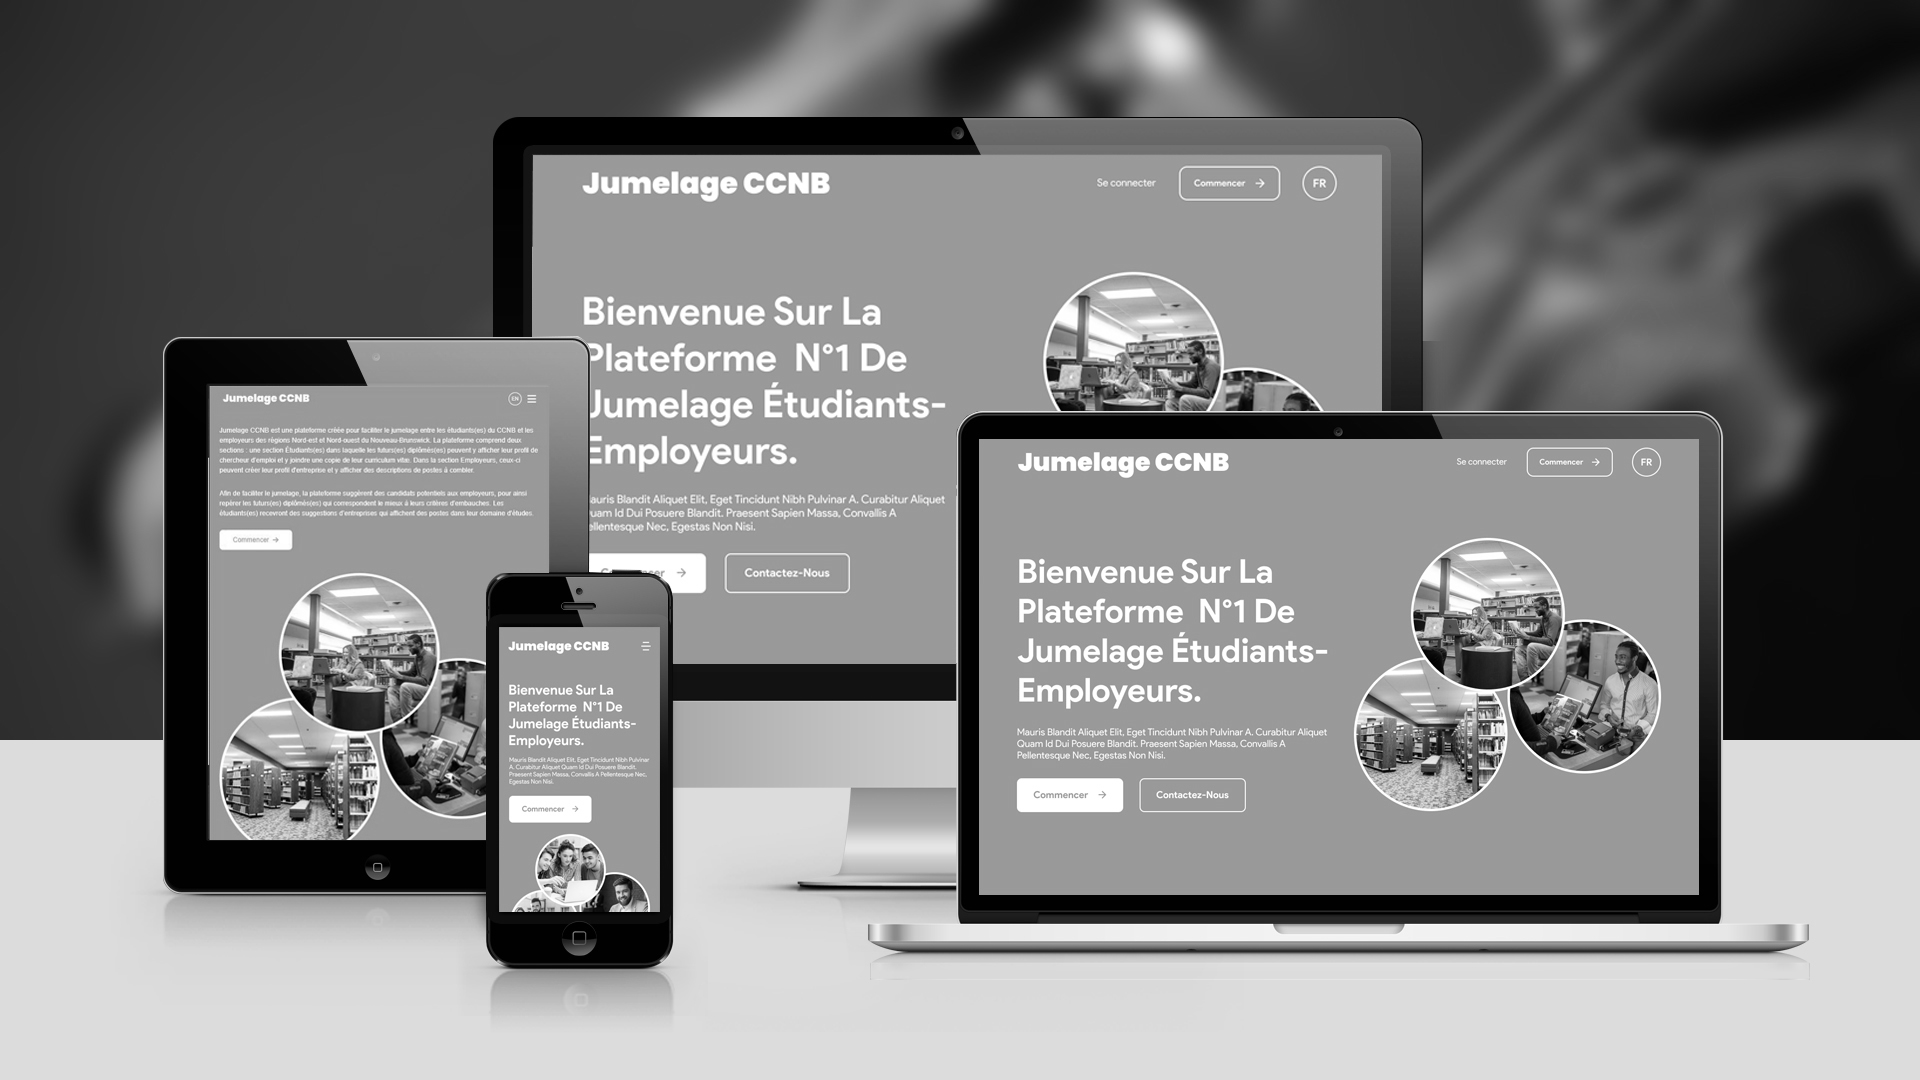 Jumelage CCNB
Se connecter
Commencer →
FR
Bienvenue Sur La
Plateforme N°1 De
Jumelage Étudiants-
Employeurs.
Blandit Aliquet Elit, Eget Tincidunt Nibh Pulvinar A. Curabitur Aliquet
Id Dui Posuere Blandit. Praesent Sapien Massa, Convallis A
Nec, Egestas Non Nisi.
→
Contactez-Nous
Jumelage CCNB
EN
Jumelage CCNB est une plateforme créée pour faciliter le jumelage entre les étudiants(es) du CCNB et les
employeurs des régions Nord-est et Nord-ouest du Nouveau-Brunswick. La plateforme comprend deux
sections : une section Étudiants(es) dans laquelle les futurs(es) diplômés(es) peuvent y afficher leur profil de
chercheur d'emploi et y joindre une copie de leur curriculum vitæ. Dans la section Employeurs, ceux-ci
peuvent créer leur profil d'entreprise et y afficher des descriptions de postes à combler.
Afin de faciliter le jumelage, la plateforme suggèrent des candidats potentiels aux employeurs, pour ainsi
repérer les futurs(es) diplômés(es) qui correspondent le mieux à leurs critères d'embauches. Les
étudiants(es) recevront des suggestions d'entreprises qui affichent des postes dans leur domaine d'études.
Commencer →
Jumelage CCNB
Bienvenue Sur La
Plateforme N°1 De
Jumelage Étudiants-
Employeurs.
Mauris Blandit Aliquet Elit, Eget Tincidunt Nibh Pulvinar
A. Curabitur Aliquet Quam Id Dui Posuere Blandit.
Praesent Sapien Massa, Convallis A Pellentesque Nec,
Egestas Non Nisi.
Commencer →
Jumelage CCNB
Se connecter
Commencer →
FR
Bienvenue Sur La
Plateforme N°1 De
Jumelage Étudiants-
Employeurs.
Mauris Blandit Aliquet Elit, Eget Tincidunt Nibh Pulvinar A. Curabitur Aliquet
Quam Id Dui Posuere Blandit. Praesent Sapien Massa, Convallis A
Pellentesque Nec, Egestas Non Nisi.
Commencer →
Contactez-Nous